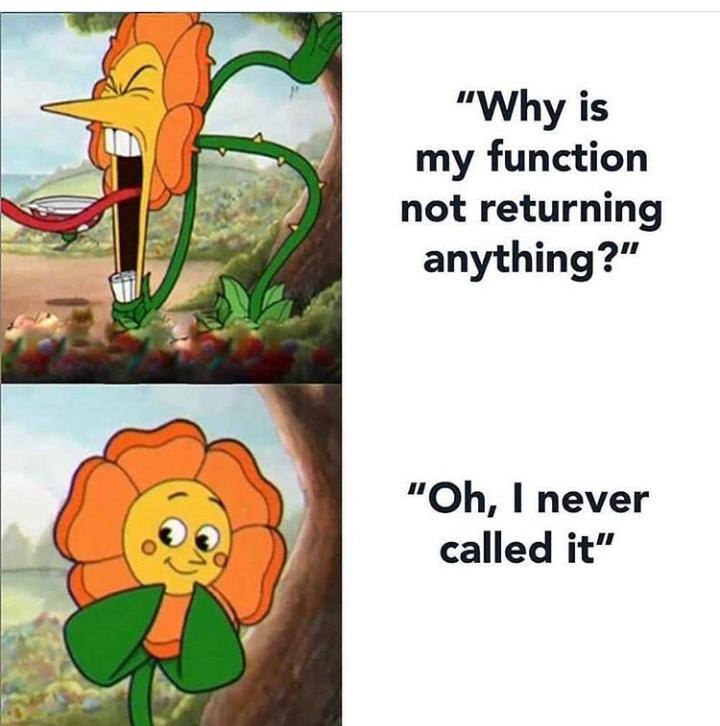 “Why is
my function
not returning
anything?”
“Oh, I never
called it”